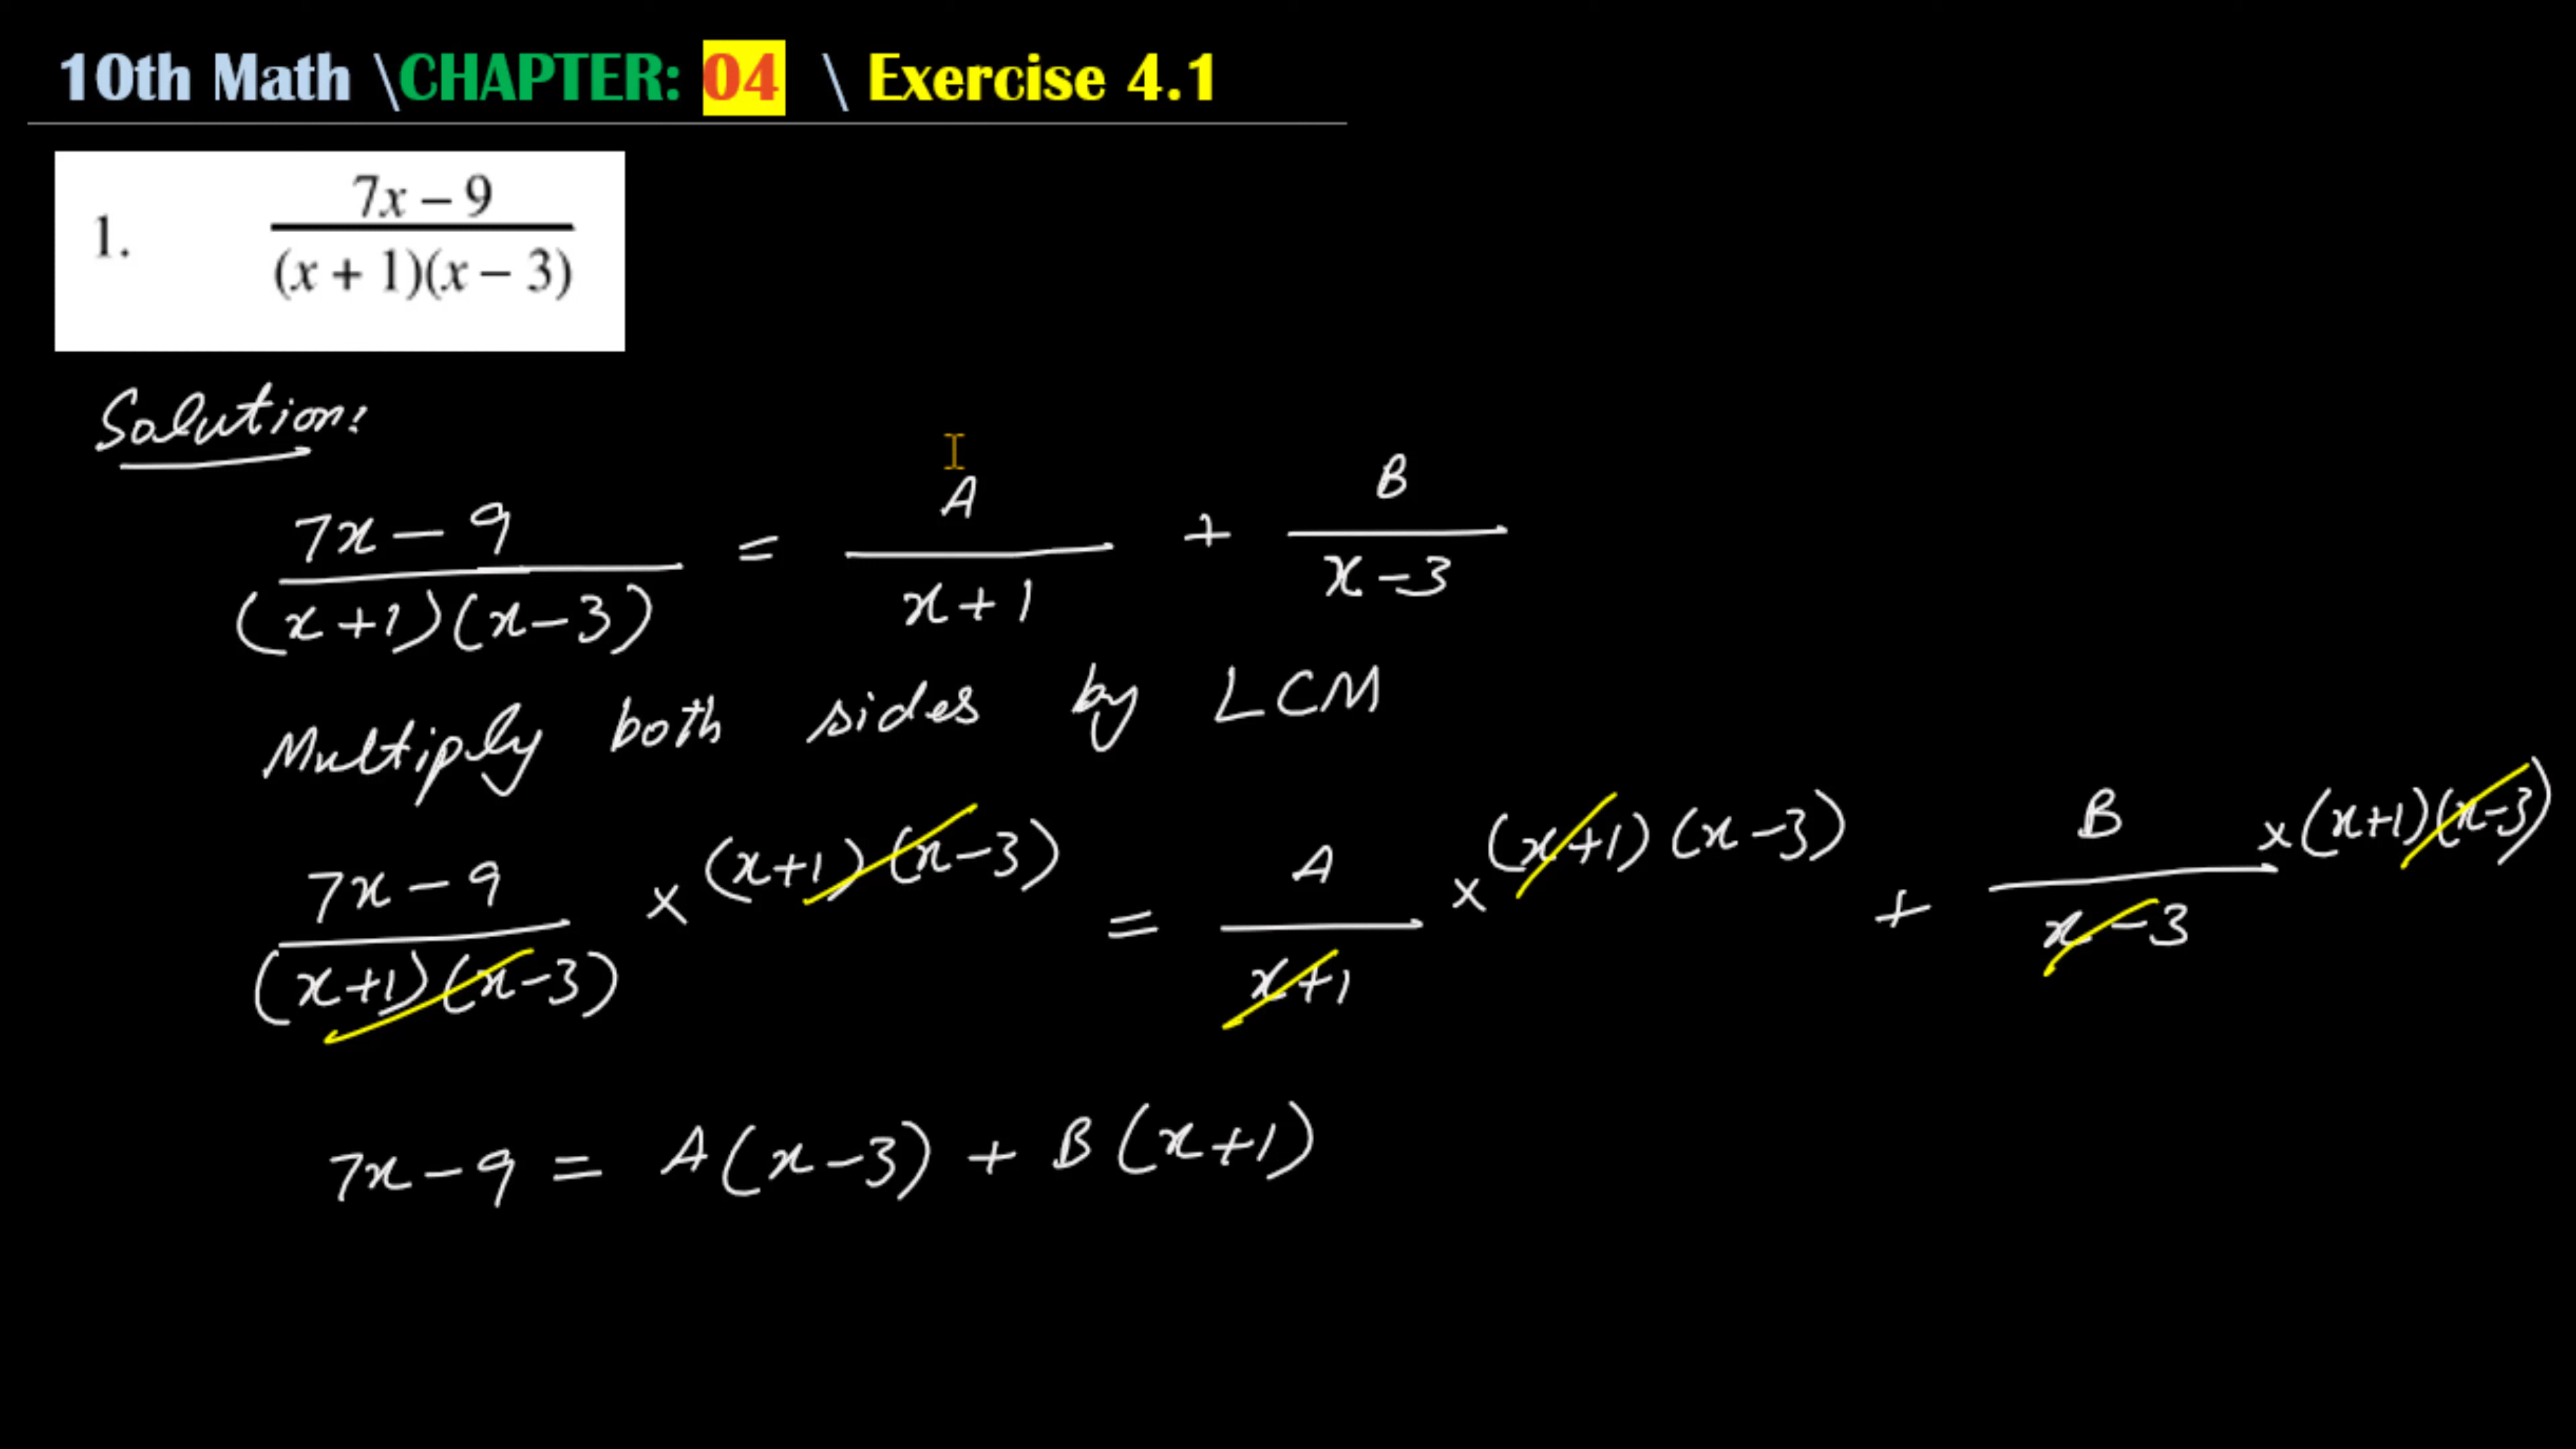 10th Math \CHAPTER: 04 \ Exercise 4.1
7x – 9
1.
(x + 1)(x – 3)
Solution:
7x – 9 / (x+1)(x–3) = A / x+1 + B / x–3
Multiply both sides by LCM
7x – 9 / (x+1)(x–3) × (x+1)(x–3) = A / x+1 × (x+1)(x–3) + B / x–3 × (x+1)(x–3)
7x – 9 = A(x–3) + B(x+1)